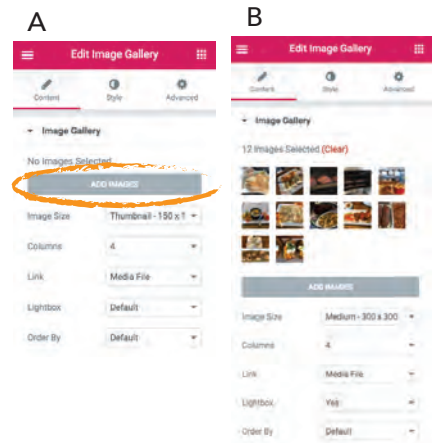 A
Edit Image Gallery
Content Style Advanced
Image Gallery
No Images Selected
ADD IMAGES
Image Size Thumbnail - 150 x 1
Columns 4
Link Media File
Lightbox Default
Order By Default
B
Edit Image Gallery
Content Style Advanced
Image Gallery
12 Images Selected (Clear)
ADD IMAGES
Image Size Medium - 300 x 300
Columns 4
Link Media File
Lightbox Yes
Order By Default